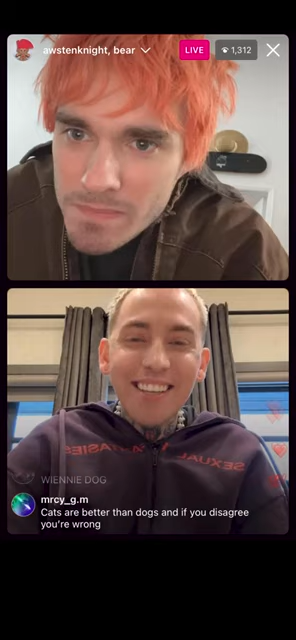 awstenknight, bear
LIVE
1,312
WIENNIE DOG
mrcy_g.m
Cats are better than dogs and if you disagree
you're wrong
SEXUAL